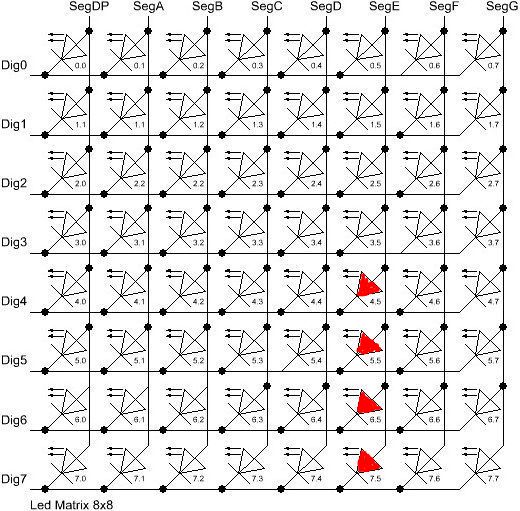 SegDP SegA SegB SegC SegD SegE SegF SegG
Dig0 0.0 0.1 0.2 0.3 0.4 0.5 0.6 0.7
Dig1 1.1 1.1 1.2 1.3 1.4 1.5 1.6 1.7
Dig2 2.0 2.2 2.2 2.3 2.4 2.5 2.6 2.7
Dig3 3.0 3.1 3.2 3.3 3.4 3.5 3.6 3.7
Dig4 4.0 4.1 4.2 4.3 4.4 4.5 4.6 4.7
Dig5 5.0 5.1 5.2 5.3 5.4 5.5 5.6 5.7
Dig6 6.0 6.1 6.2 6.3 6.4 6.5 6.6 6.7
Dig7 7.0 7.1 7.2 7.3 7.4 7.5 7.6 7.7
Led Matrix 8x8